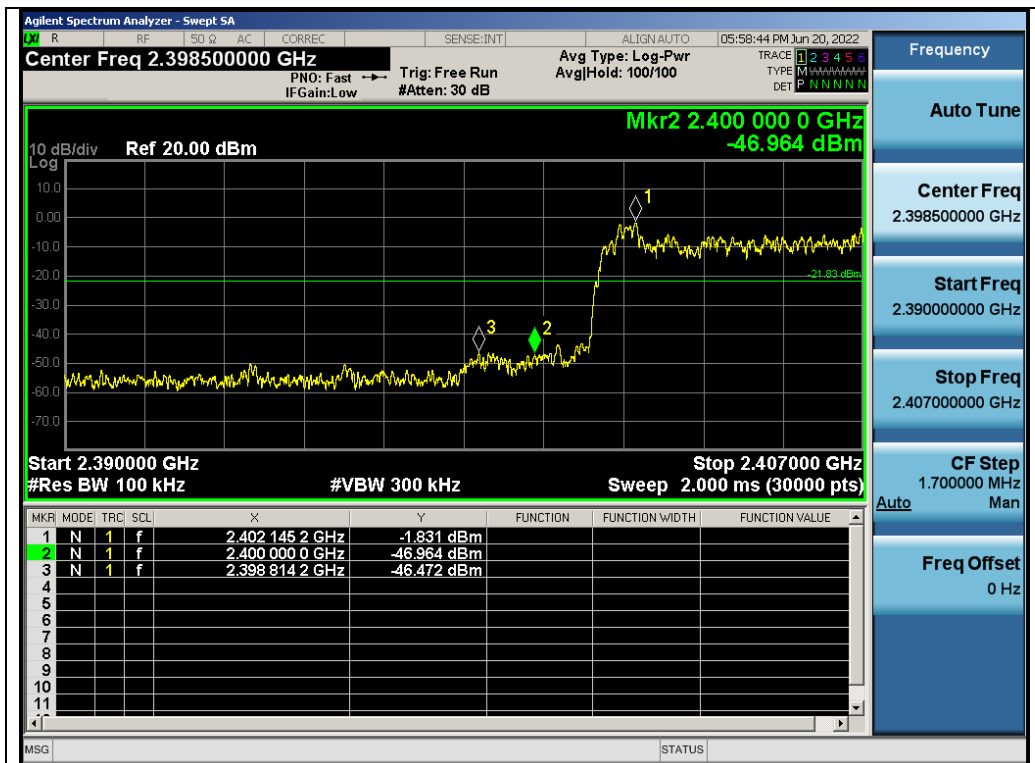 Agilent Spectrum Analyzer - Swept SA
LXI R RF 50 Ω AC CORREC SENSE:INT ALIGN AUTO 05:58:44 PM Jun 20, 2022
Center Freq 2.398500000 GHz
PNO: Fast
IFGain:Low
Trig: Free Run
#Atten: 30 dB
Avg Type: Log-Pwr
Avg|Hold: 100/100
TRACE 1 2 3 4 5 6
TYPE M
DET P N N N N N
Mkr2 2.400 000 0 GHz
-46.964 dBm
10 dB/div Ref 20.00 dBm
Log
10.0
0.00
-10.0
-20.0
-30.0
-40.0
-50.0
-60.0
-70.0
1
-21.83 dBm
3
2
Start 2.390000 GHz Stop 2.407000 GHz
#Res BW 100 kHz #VBW 300 kHz Sweep 2.000 ms (30000 pts)
MKR MODE TRC SCL X Y FUNCTION FUNCTION WIDTH FUNCTION VALUE
1 N 1 f 2.402 145 2 GHz -1.831 dBm
2 N 1 f 2.400 000 0 GHz -46.964 dBm
3 N 1 f 2.398 814 2 GHz -46.472 dBm
4
5
6
7
8
9
10
11
MSG STATUS
Frequency
Auto Tune
Center Freq
2.398500000 GHz
Start Freq
2.390000000 GHz
Stop Freq
2.407000000 GHz
CF Step
1.700000 MHz
Auto Man
Freq Offset
0 Hz